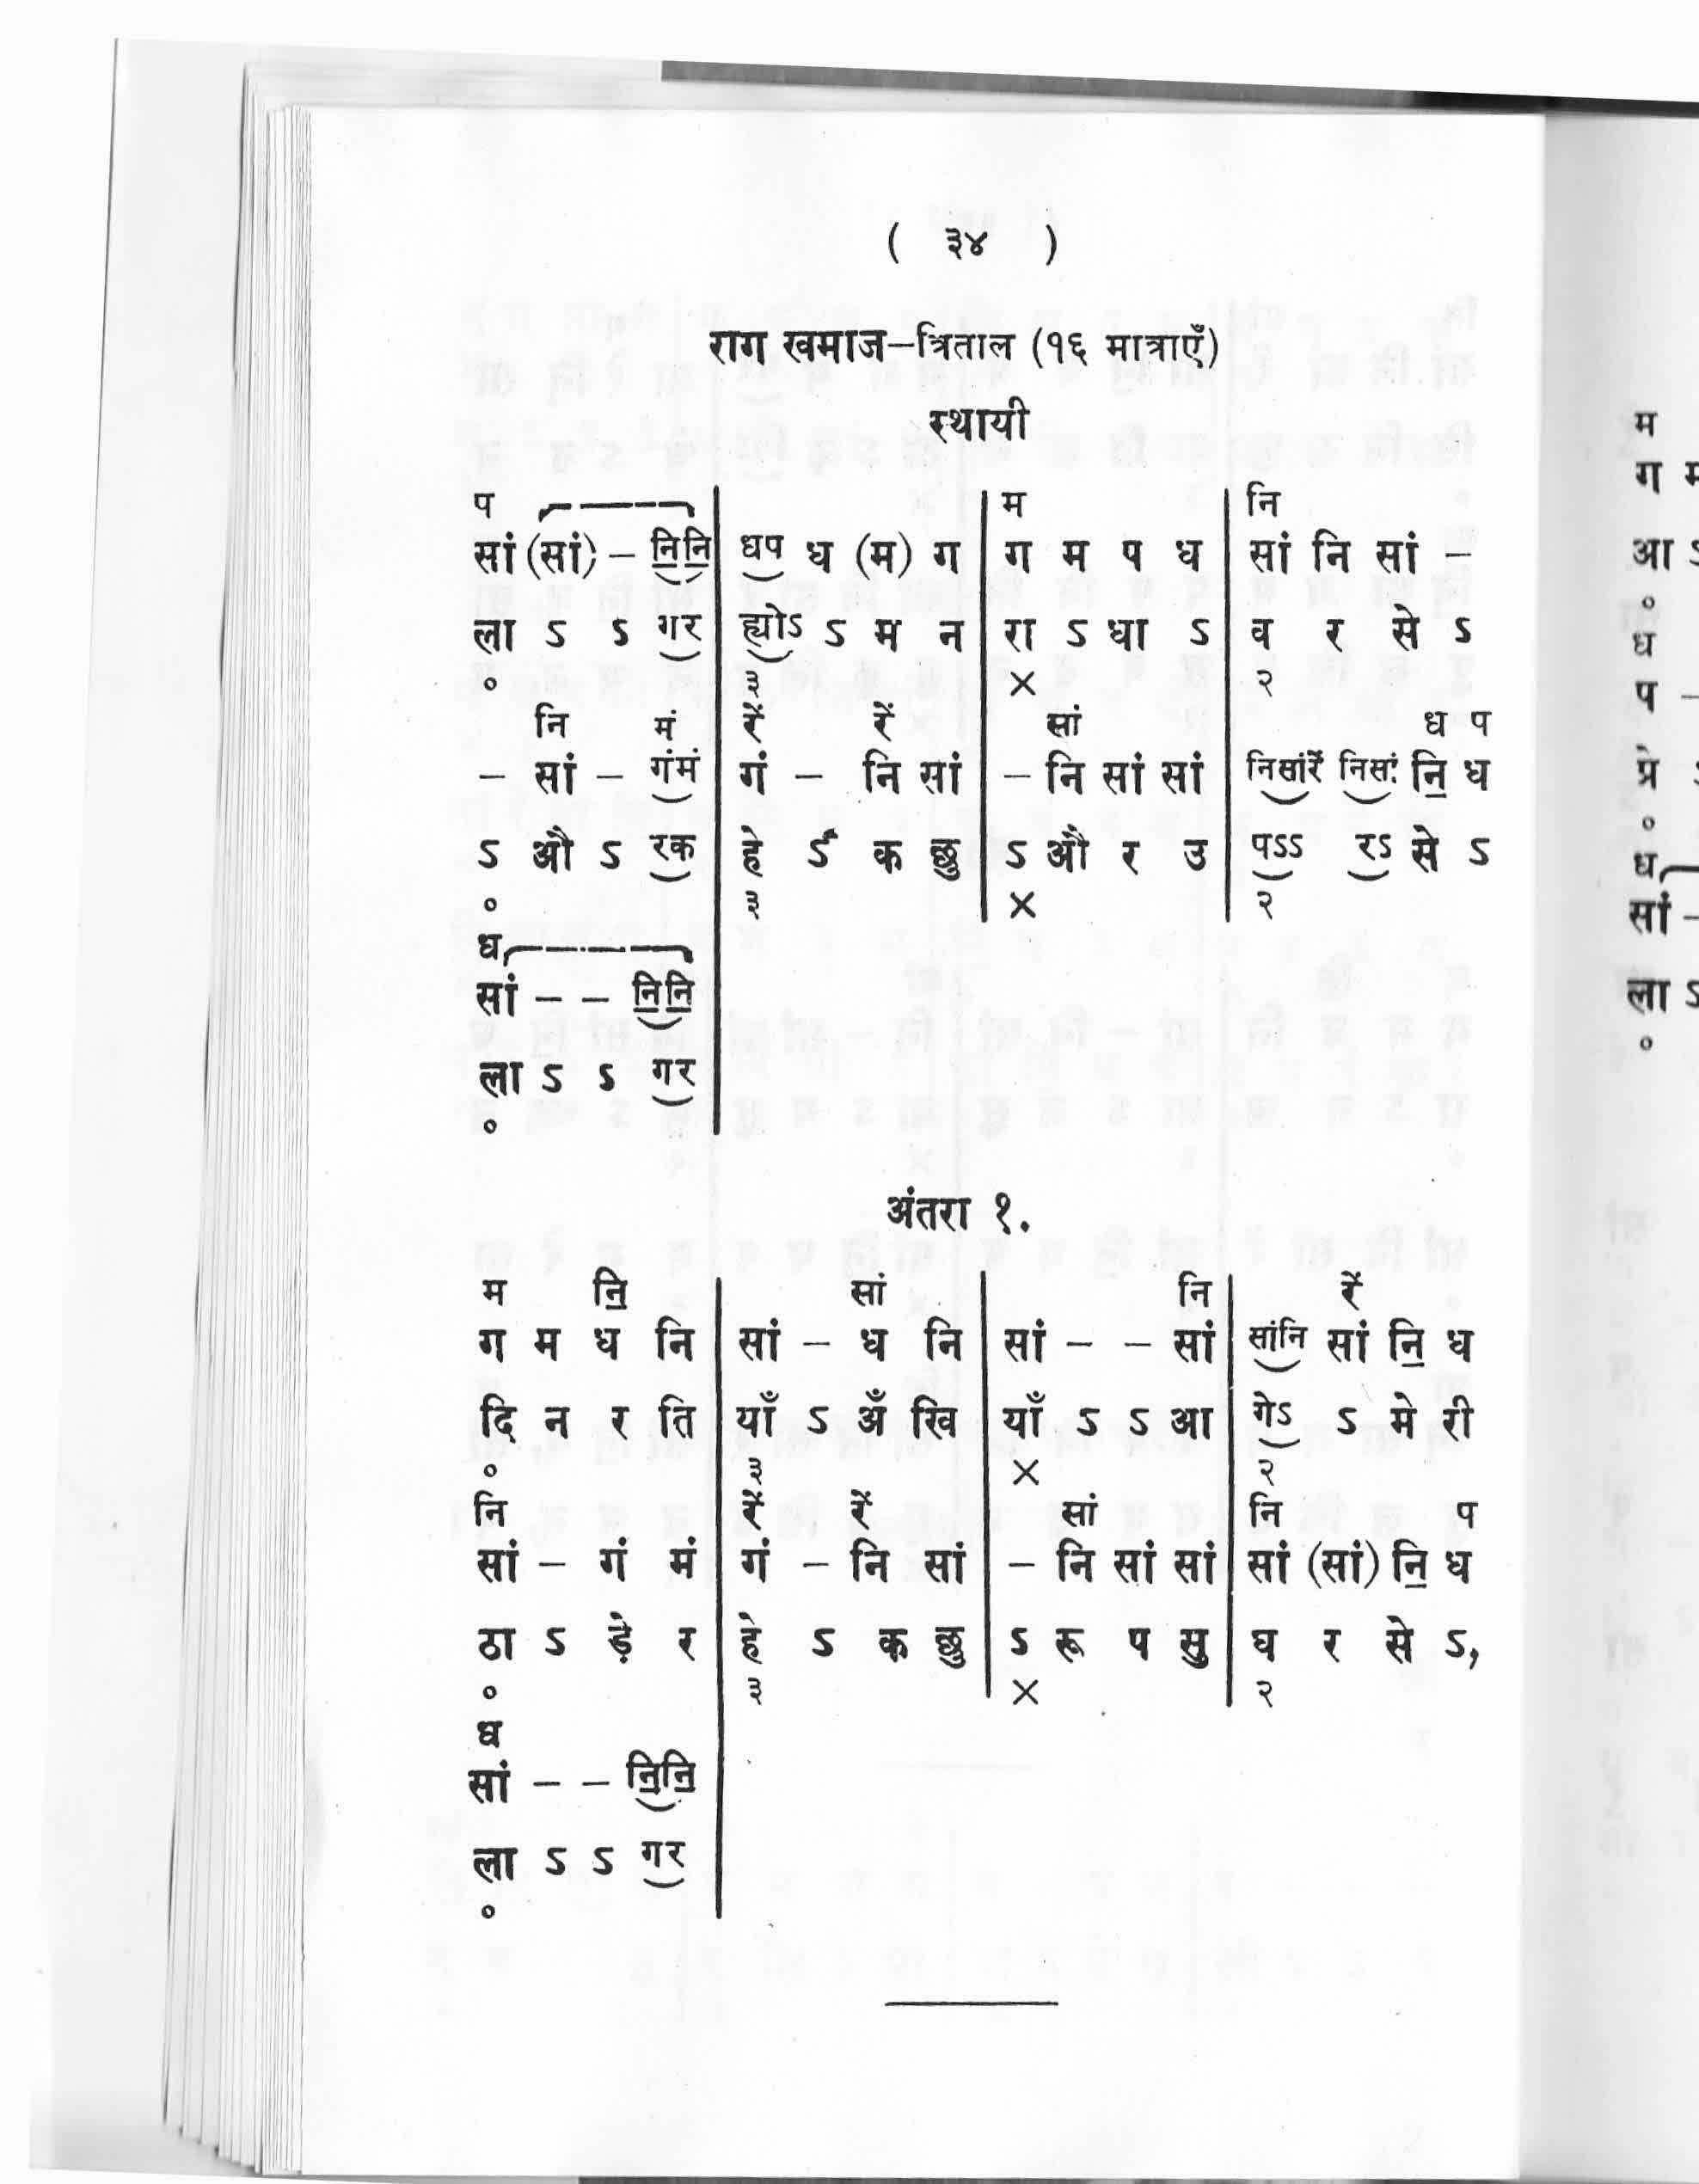 ( ३४ )
राग खमाज–त्रिताल (१६ मात्राएँ)
स्थायी
प | | म | नि
सां (सां) – नि॒नि॒ | धप ध (म) ग | ग म प ध | सां नि सां –
ला ऽ ऽ गर | ह्योऽ ऽ म न | रा ऽ धा ऽ | व र से ऽ
० | ३ | × | २
नि मं | रें रें | सां | ध प
– सां – गंमं | गं – नि सां | – नि सां सां | निसांरें निसां नि॒ ध
ऽ औ ऽ रक | हे ऽ क छु | ऽ औ र उ | पऽऽ रऽ से ऽ
० | ३ | × | २
ध
सां – – नि॒नि॒
ला ऽ ऽ गर
०
अंतरा १.
म नि॒ | सां | नि | रें
ग म ध नि | सां – ध नि | सां – – सां | सांनि सां नि॒ ध
दि न र ति | याँ ऽ अँ खि | याँ ऽ ऽ आ | गेऽ ऽ मे री
० | ३ | × | २
नि | रें रें | सां | नि प
सां – गं मं | गं – नि सां | – नि सां सां | सां (सां) नि॒ ध
ठा ऽ ड़े र | हे ऽ क छु | ऽ रू प सु | घ र से ऽ,
० | ३ | × | २
ध
सां – – नि॒नि॒
ला ऽ ऽ गर
०
म
ग
आ ऽ
०
ध
प –
प्रे
०
ध
सां –
ला ऽ
०